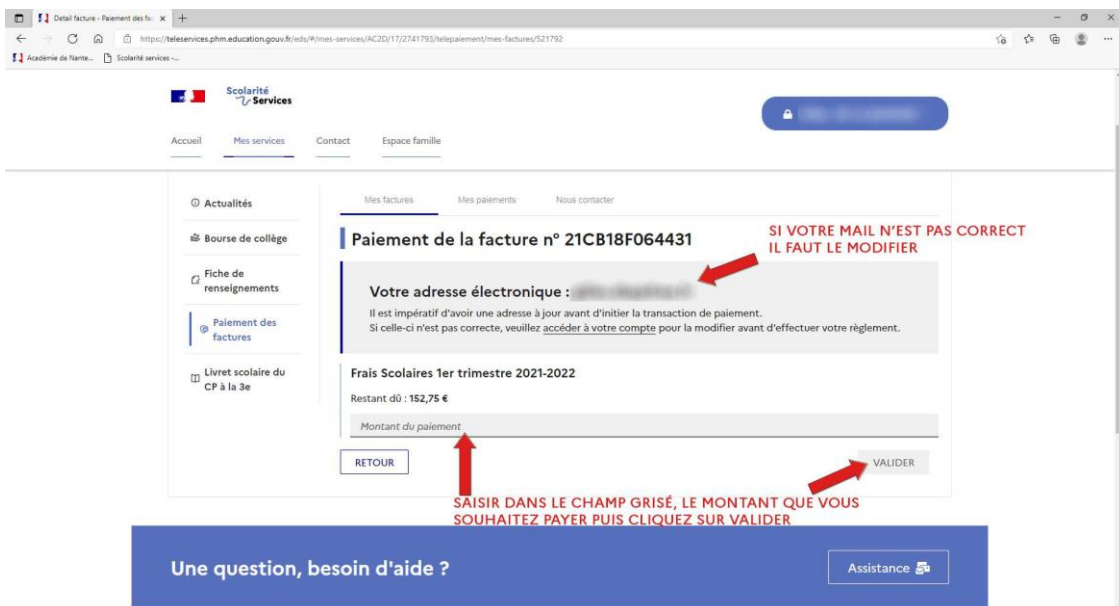 Detail facture - Paiement des fa
https://teleservices.phm.education.gouv.fr/eds/#/mes-services/AC2D/17/2741793/telepaiement/mes-factures/521792
Académie de Nante... Scolarité services -...
Scolarité
Services
Accueil Mes services Contact Espace famille
Actualités
Bourse de collège
Fiche de
renseignements
Paiement des
factures
Livret scolaire du
CP à la 3e
Mes factures Mes paiements Nous contacter
Paiement de la facture n° 21CB18F064431
SI VOTRE MAIL N'EST PAS CORRECT
IL FAUT LE MODIFIER
Votre adresse électronique :
Il est impératif d'avoir une adresse à jour avant d'initier la transaction de paiement.
Si celle-ci n'est pas correcte, veuillez accéder à votre compte pour la modifier avant d'effectuer votre règlement.
Frais Scolaires 1er trimestre 2021-2022
Restant dû : 152,75 €
Montant du paiement
RETOUR
VALIDER
SAISIR DANS LE CHAMP GRISÉ, LE MONTANT QUE VOUS
SOUHAITEZ PAYER PUIS CLIQUEZ SUR VALIDER
Une question, besoin d'aide ?
Assistance